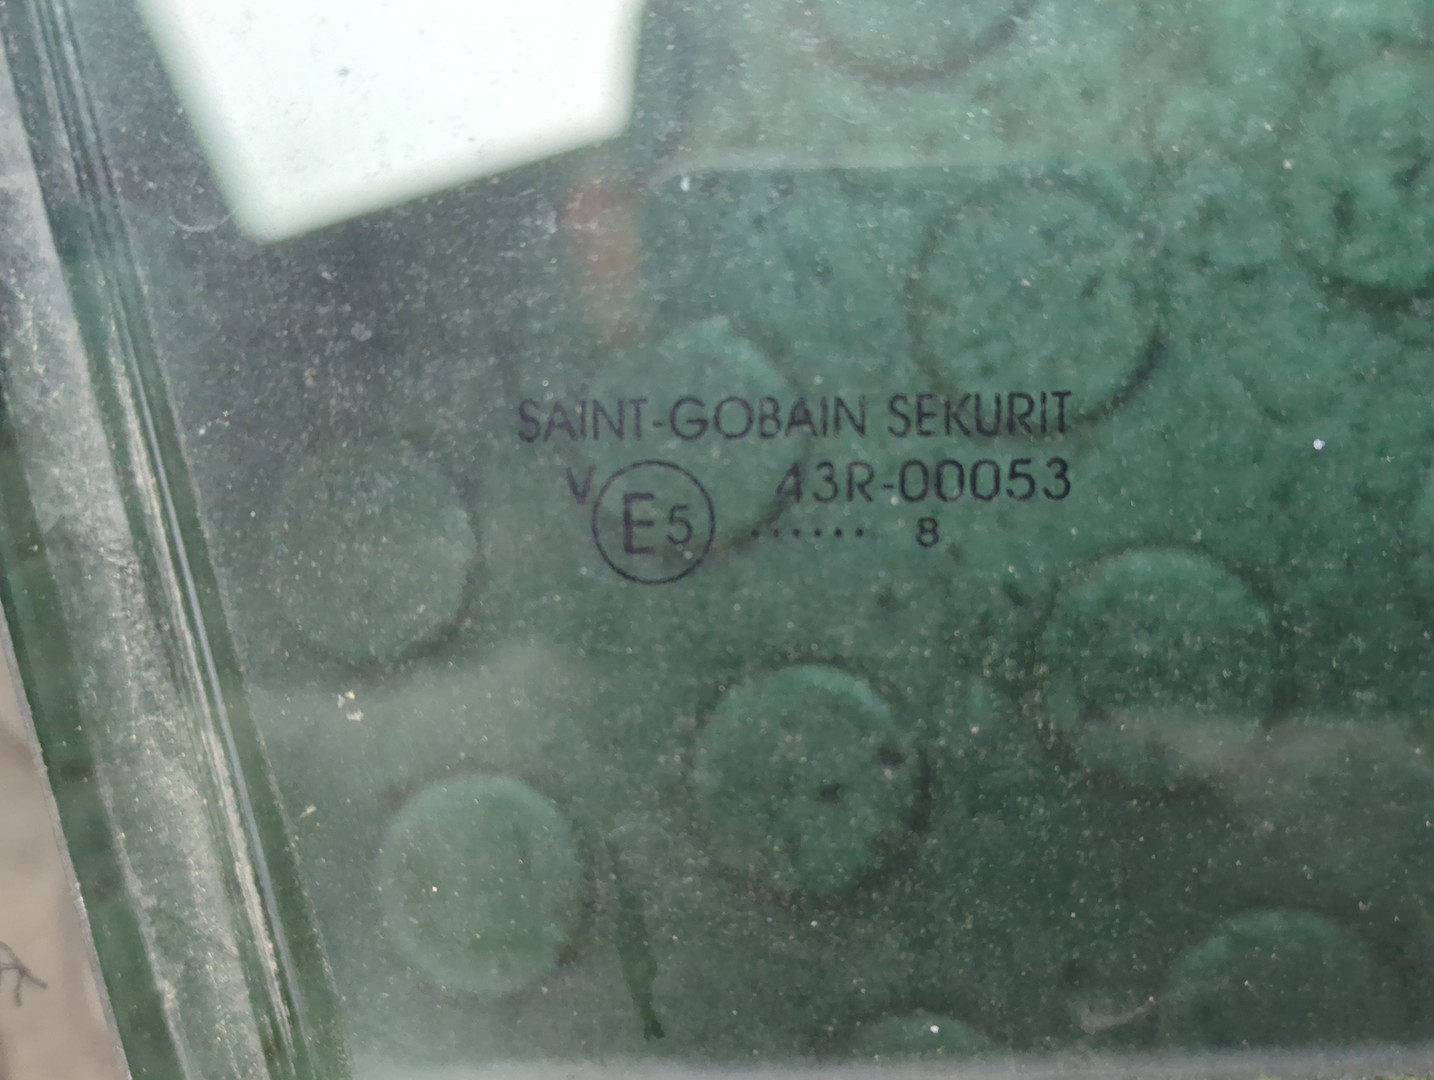 SAINT-GOBAIN SEKURIT
V 43R-00053
E5 ······ 8